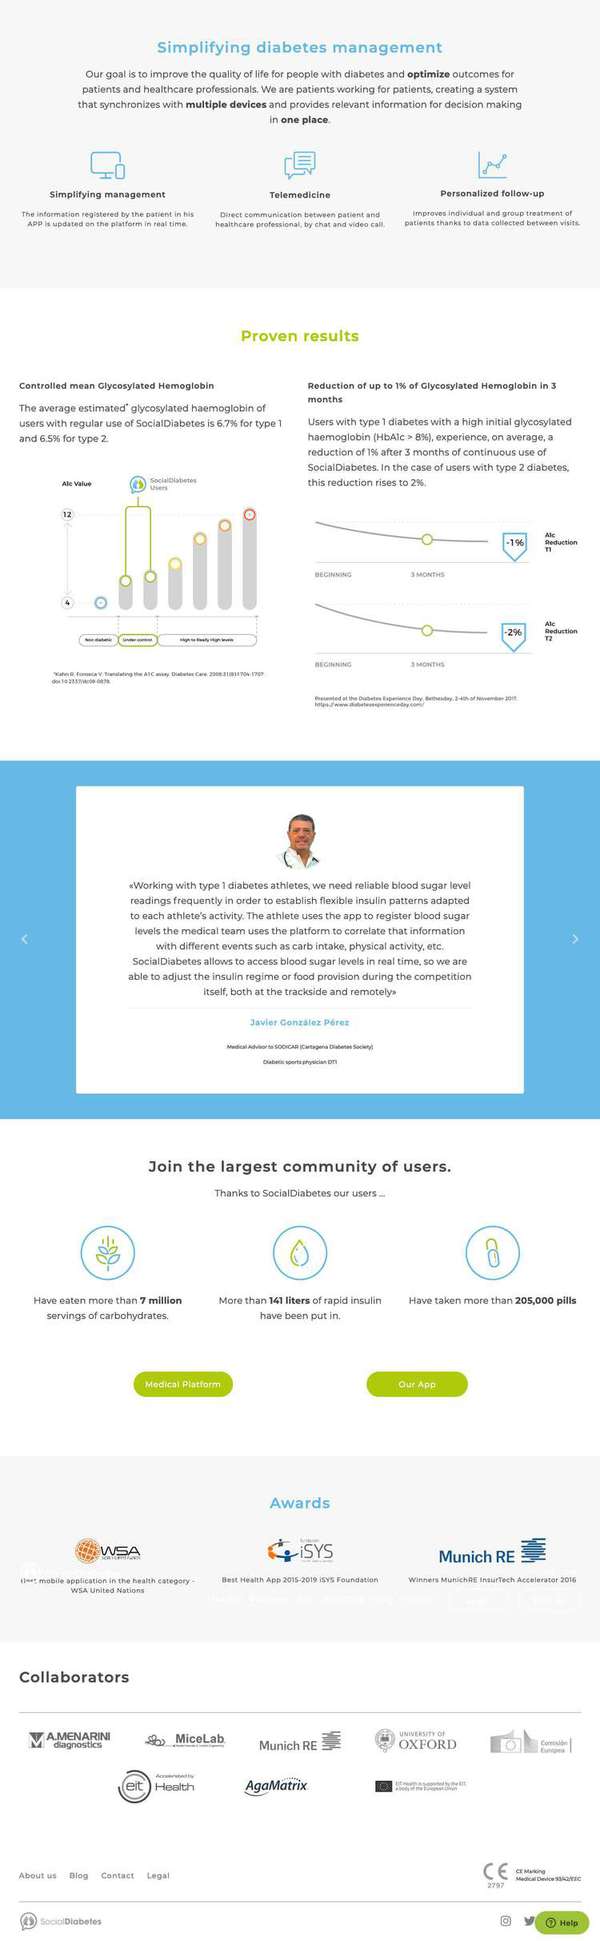 Simplifying diabetes management
Our goal is to improve the quality of life for people with diabetes and optimize outcomes for
patients and healthcare professionals. We are patients working for patients, creating a system
that synchronizes with multiple devices and provides relevant information for decision making
in one place.
Simplifying management
The information registered by the patient in his
APP is updated on the platform in real time.
Telemedicine
Direct communication between patient and
healthcare professional, by chat and video call.
Personalized follow-up
Improves individual and group treatment of
patients thanks to data collected between visits.
Proven results
Controlled mean Glycosylated Hemoglobin
The average estimated* glycosylated haemoglobin of
users with regular use of SocialDiabetes is 6.7% for type 1
and 6.5% for type 2.
A1c Value
SocialDiabetes
Users
12
4
Non diabetic
Under control
High to Really High levels
*Kahn R, Fonseca V. Translating the A1C assay. Diabetes Care.
Reduction of up to 1% of Glycosylated Hemoglobin in 3
months
Users with type 1 diabetes with a high initial glycosylated
haemoglobin (HbA1c > 8%), experience, on average, a
reduction of 1% after 3 months of continuous use of
SocialDiabetes. In the case of users with type 2 diabetes,
this reduction rises to 2%.
-1%
A1c
Reduction
T1
BEGINNING
3 MONTHS
-2%
A1c
Reduction
T2
BEGINNING
3 MONTHS
Presented at the Diabetes Experience Day, Bethesday, 2-4th of November 2017.
https://www.diabetesexperienceday.com/
«Working with type 1 diabetes athletes, we need reliable blood sugar level
readings frequently in order to establish flexible insulin patterns adapted
to each athlete's activity. The athlete uses the app to register blood sugar
levels the medical team uses the platform to correlate that information
with different events such as carb intake, physical activity, etc.
SocialDiabetes allows to access blood sugar levels in real time, so we are
able to adjust the insulin regime or food provision during the competition
itself, both at the trackside and remotely»
Javier González Pérez
Medical Advisor to SODICAR (Cartagena Diabetes Society)
Diabetic sports physician DT1
Join the largest community of users.
Thanks to SocialDiabetes our users ...
Have eaten more than 7 million
servings of carbohydrates.
More than 141 liters of rapid insulin
have been put in.
Have taken more than 205,000 pills
Medical Platform
Our App
Awards
WSA
mobile application in the health category -
WSA United Nations
fundació
iSYS
Best Health App 2015-2019 iSYS Foundation
Munich RE
Winners MunichRE InsurTech Accelerator 2016
Collaborators
A.MENARINI
diagnostics
MiceLab
Munich RE
UNIVERSITY OF
OXFORD
Comisión
Europea
eit
Accelerated by
Health
AgaMatrix
EIT Health is supported by the EIT,
a body of the European Union
About us
Blog
Contact
Legal
CE
2797
CE Marking
Medical Device 93/42/EEC
SocialDiabetes
Help